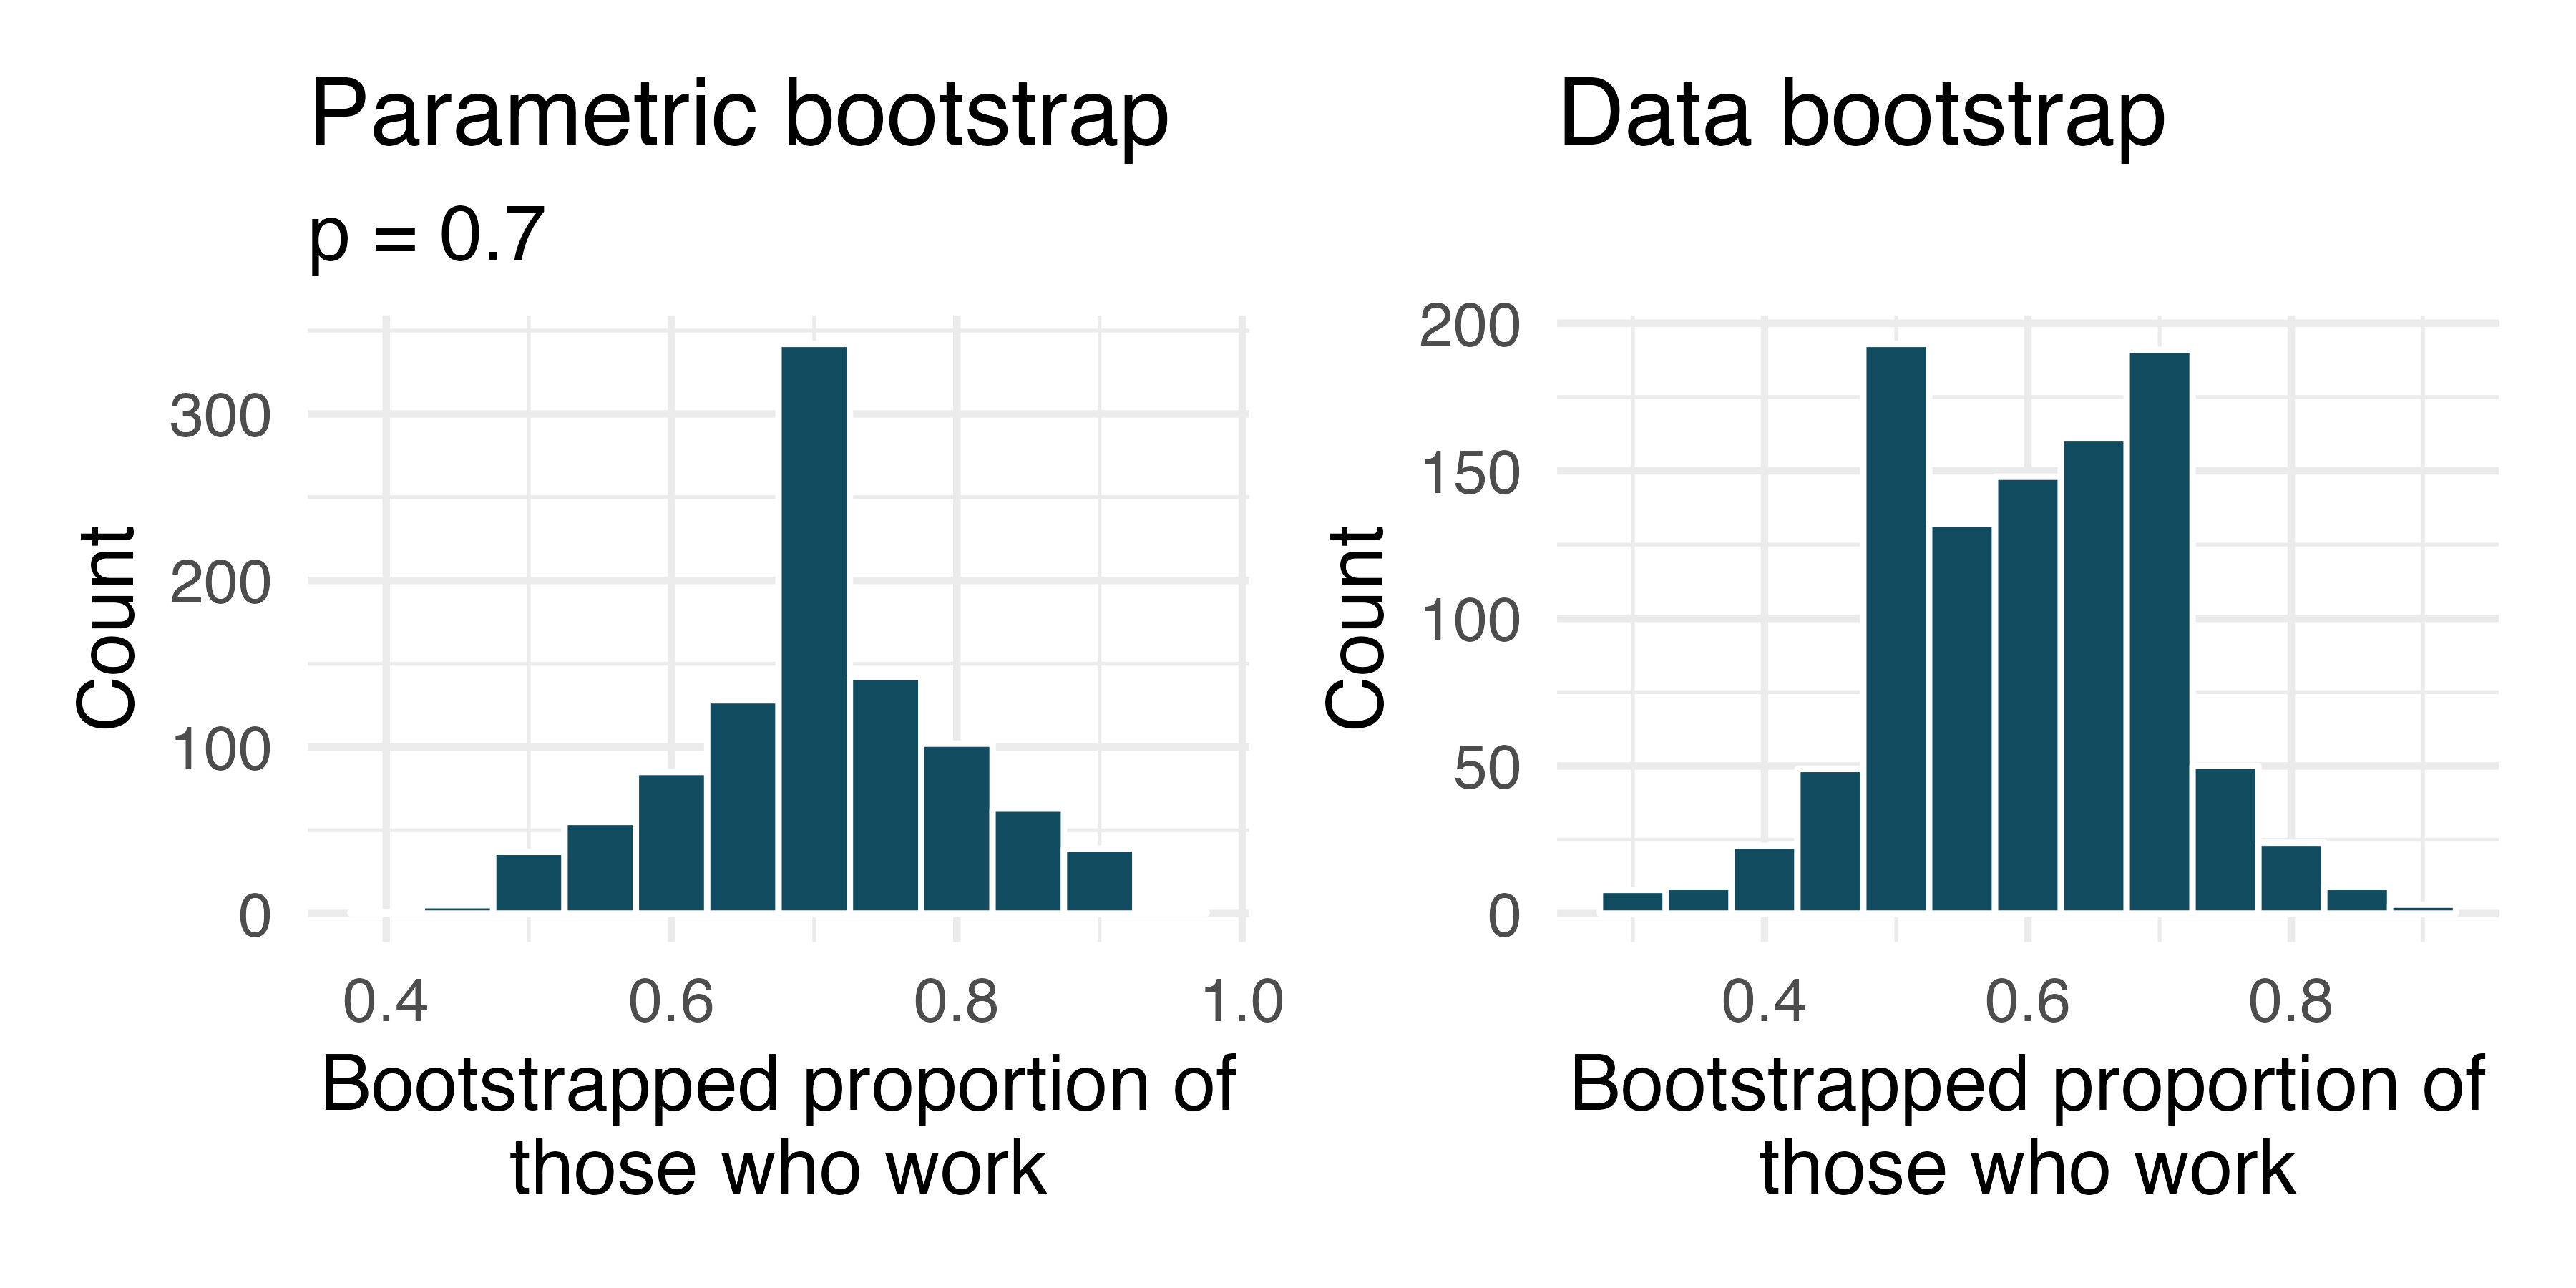 Parametric bootstrap
p = 0.7
Count
300
200
100
0
0.4 0.6 0.8 1.0
Bootstrapped proportion of
those who work
Data bootstrap
Count
200
150
100
50
0
0.4 0.6 0.8
Bootstrapped proportion of
those who work